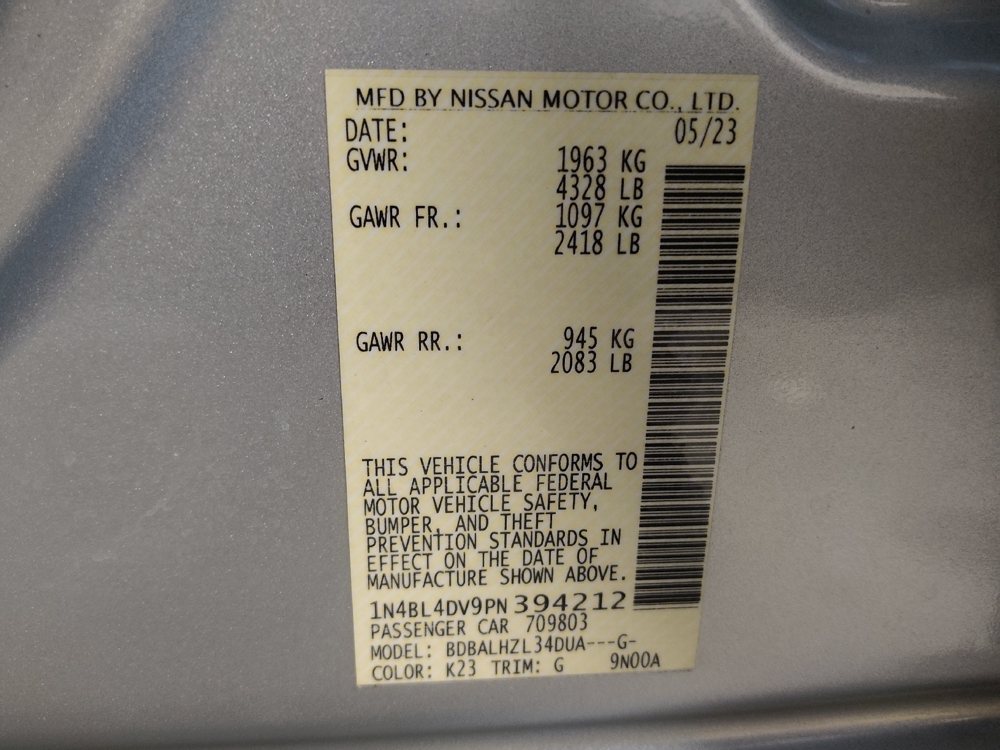 MFD BY NISSAN MOTOR CO., LTD.
DATE: 05/23
GVWR: 1963 KG
4328 LB
GAWR FR.: 1097 KG
2418 LB
GAWR RR.: 945 KG
2083 LB
THIS VEHICLE CONFORMS TO
ALL APPLICABLE FEDERAL
MOTOR VEHICLE SAFETY,
BUMPER, AND THEFT
PREVENTION STANDARDS IN
EFFECT ON THE DATE OF
MANUFACTURE SHOWN ABOVE.
1N4BL4DV9PN394212
PASSENGER CAR 709803
MODEL: BDBALHZL34DUA---G-
COLOR: K23 TRIM: G 9N00A